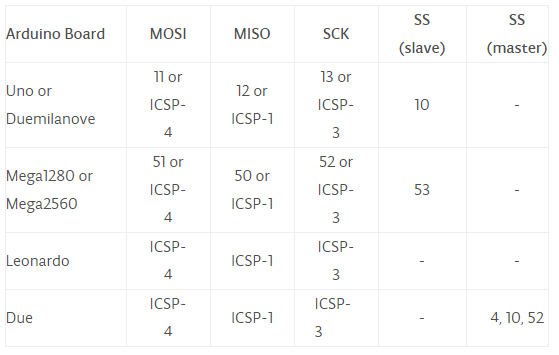 Arduino Board MOSI MISO SCK SS (slave) SS (master)
Uno or Duemilanove 11 or ICSP-4 12 or ICSP-1 13 or ICSP-3 10 -
Mega1280 or Mega2560 51 or ICSP-4 50 or ICSP-1 52 or ICSP-3 53 -
Leonardo ICSP-4 ICSP-1 ICSP-3 - -
Due ICSP-4 ICSP-1 ICSP-3 - 4, 10, 52